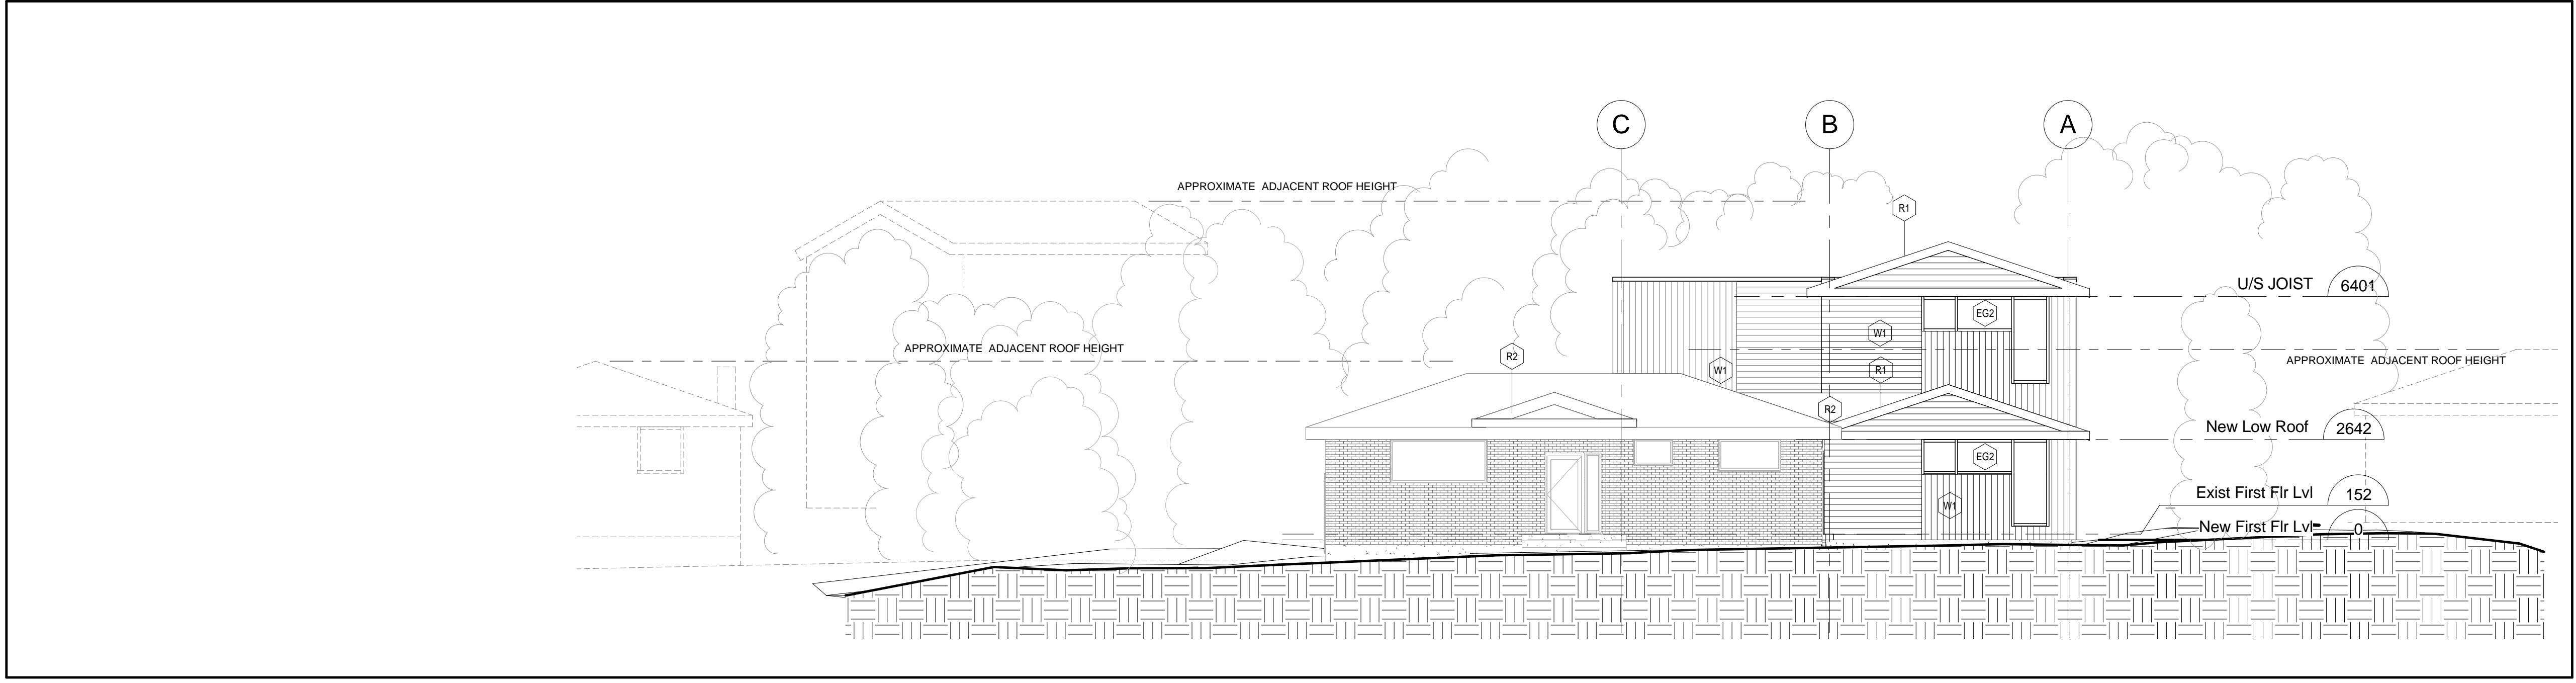 C
B
A
APPROXIMATE ADJACENT ROOF HEIGHT
R1
U/S JOIST 6401
EG2
W1
APPROXIMATE ADJACENT ROOF HEIGHT
R2
W1
R1
APPROXIMATE ADJACENT ROOF HEIGHT
R2
New Low Roof 2642
EG2
Exist First Flr Lvl 152
W1
New First Flr Lvl 0